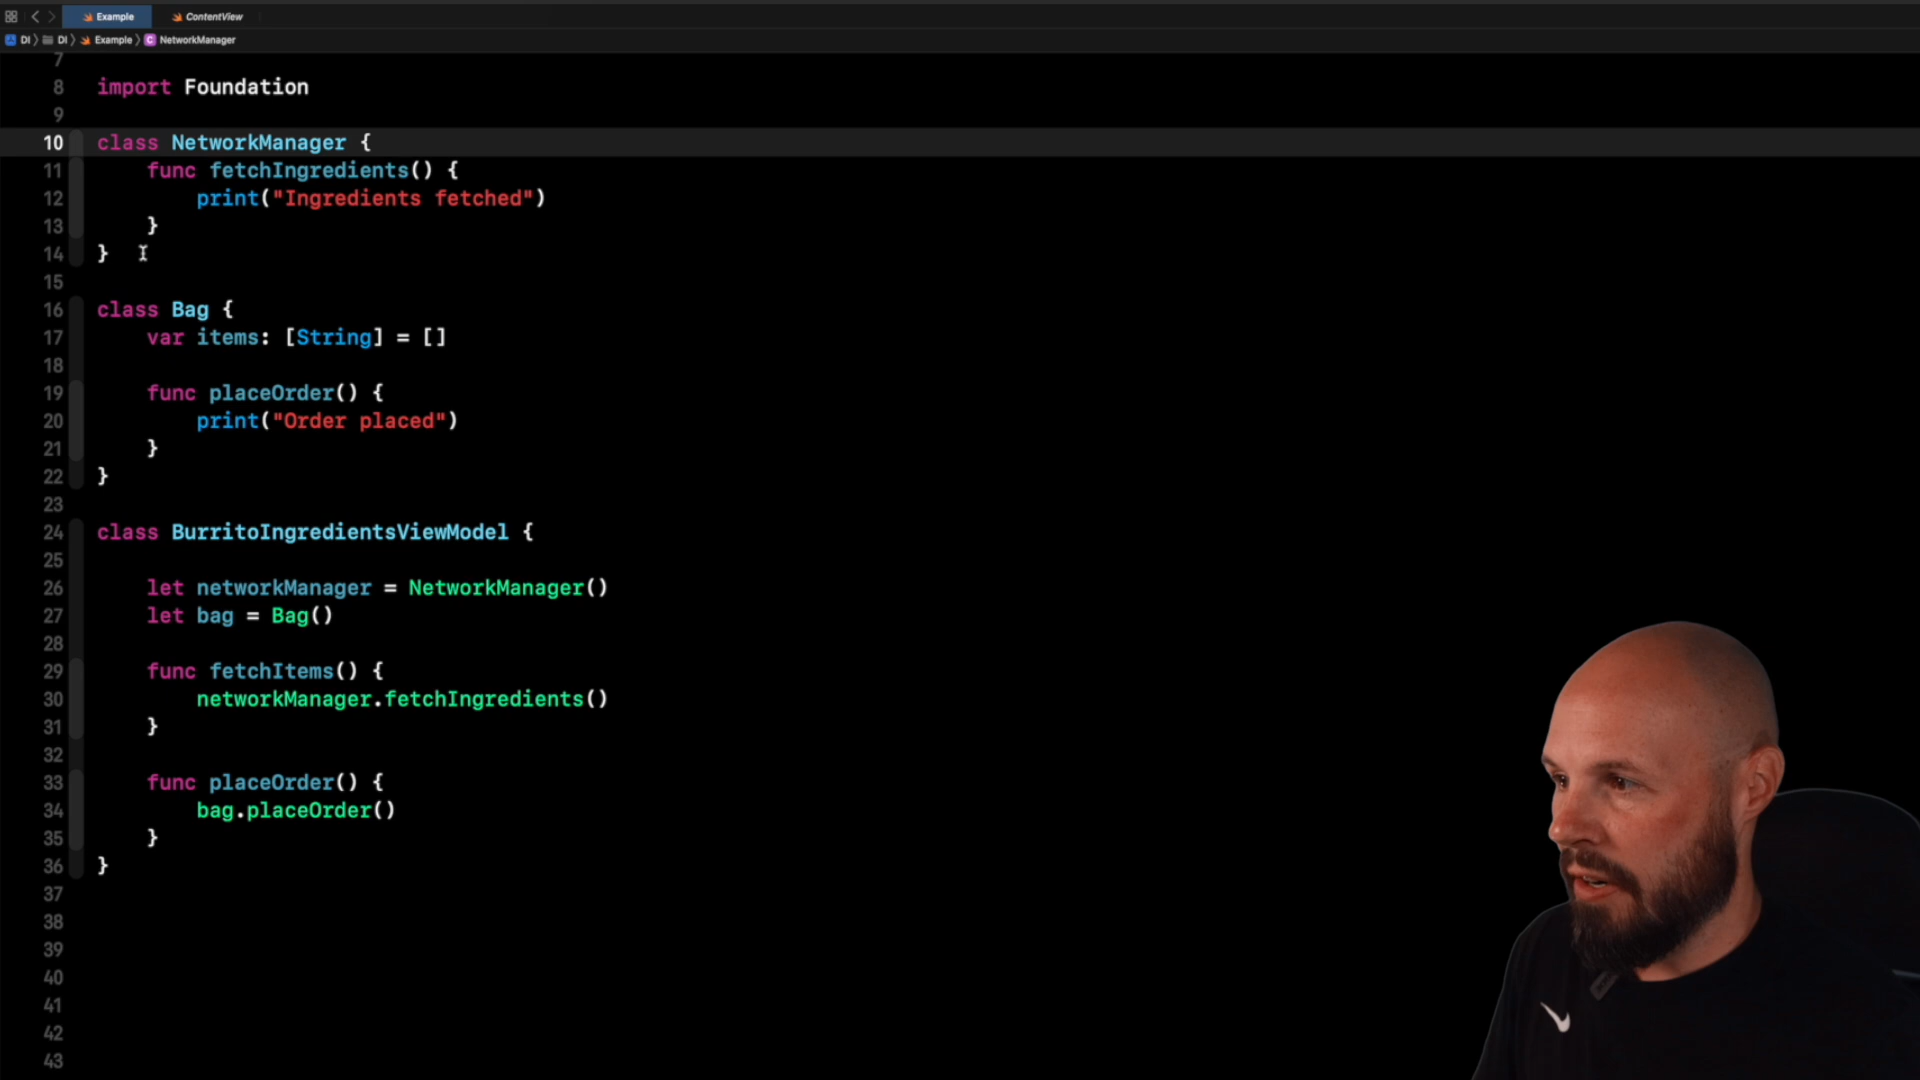 Example
ContentView
DI DI Example C NetworkManager
7
8 import Foundation
9
10 class NetworkManager {
11 func fetchIngredients() {
12 print("Ingredients fetched")
13 }
14 }
15
16 class Bag {
17 var items: [String] = []
18
19 func placeOrder() {
20 print("Order placed")
21 }
22 }
23
24 class BurritoIngredientsViewModel {
25
26 let networkManager = NetworkManager()
27 let bag = Bag()
28
29 func fetchItems() {
30 networkManager.fetchIngredients()
31 }
32
33 func placeOrder() {
34 bag.placeOrder()
35 }
36 }
37
38
39
40
41
42
43